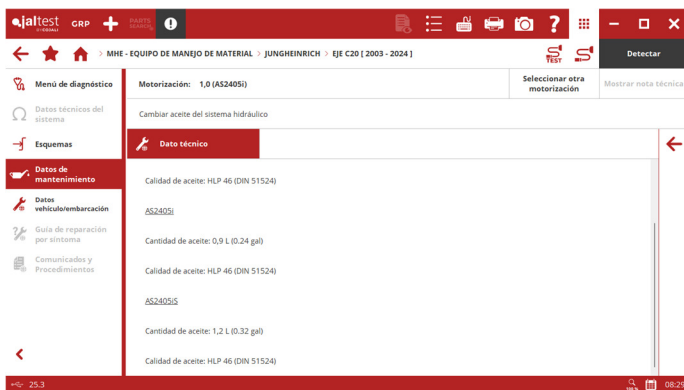 jaltest GRP PARTS SEARCH
BY COJALI
MHE - EQUIPO DE MANEJO DE MATERIAL > JUNGHEINRICH > EJE C20 [ 2003 - 2024 ]
TEST
Detectar
Menú de diagnóstico
Datos técnicos del
sistema
Esquemas
Datos de
mantenimiento
Datos
vehículo/embarcación
Guía de reparación
por síntoma
Comunicados y
Procedimientos
Motorización: 1,0 (AS2405i)
Seleccionar otra
motorización
Mostrar nota técnica
Cambiar aceite del sistema hidráulico
Dato técnico
Calidad de aceite: HLP 46 (DIN 51524)
AS2405i
Cantidad de aceite: 0,9 L (0.24 gal)
Calidad de aceite: HLP 46 (DIN 51524)
AS2405iS
Cantidad de aceite: 1,2 L (0.32 gal)
Calidad de aceite: HLP 46 (DIN 51524)
25.3
100 %
08:29